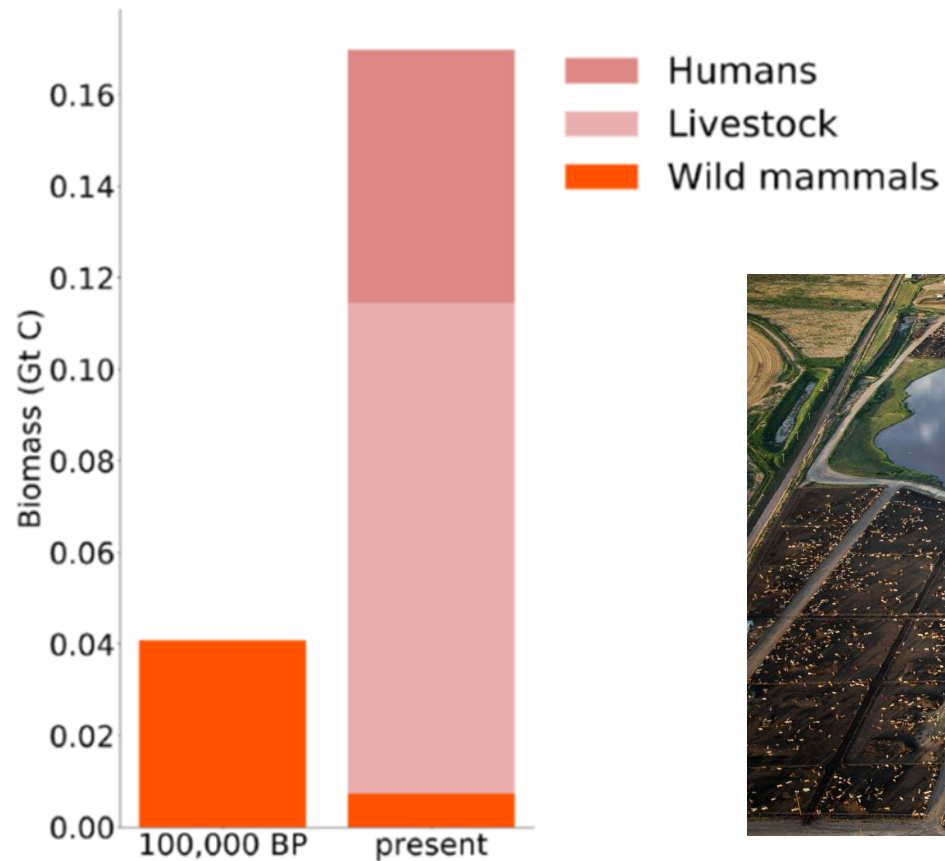 Humans
Livestock
Wild mammals
Biomass (Gt C)
0.16
0.14
0.12
0.10
0.08
0.06
0.04
0.02
0.00
100,000 BP
present